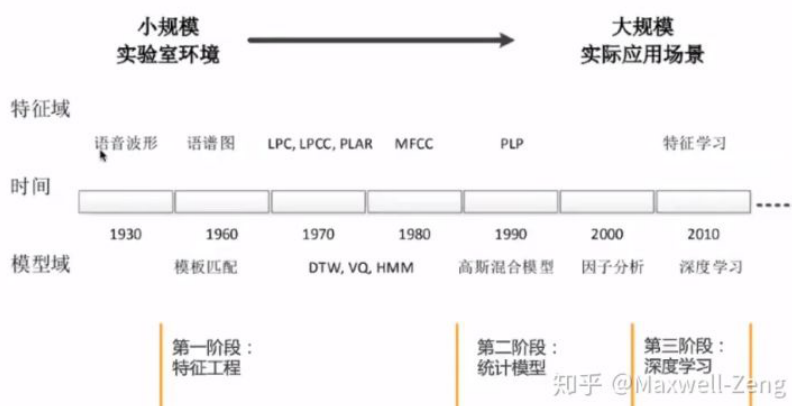 小规模
实验室环境
大规模
实际应用场景
特征域
语音波形 语谱图 LPC, LPCC, PLAR MFCC PLP 特征学习
时间
1930 1960 1970 1980 1990 2000 2010
模型域 模板匹配 DTW, VQ, HMM 高斯混合模型 因子分析 深度学习
第一阶段：
特征工程
第二阶段：
统计模型
第三阶段：
深度学习
知乎 @Maxwell-Zeng